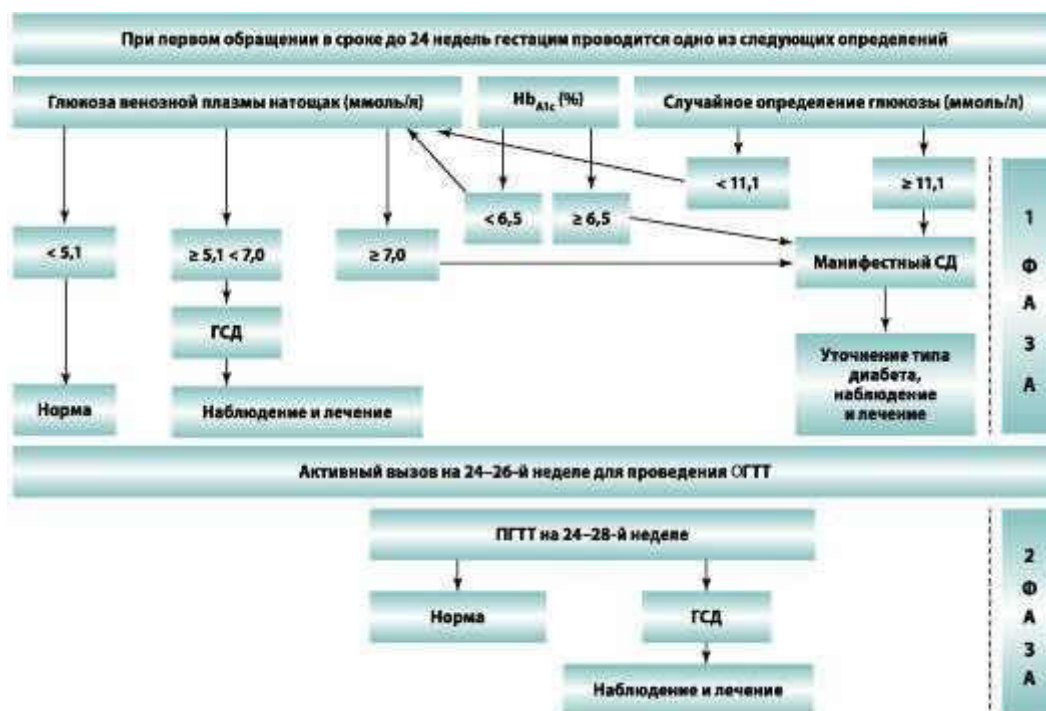 При первом обращении в сроке до 24 недель гестации проводится одно из следующих определений
Глюкоза венозной плазмы натощак (ммоль/л)
HbA1c (%)
Случайное определение глюкозы (ммоль/л)
< 11,1
≥ 11,1
< 6,5
≥ 6,5
< 5,1
≥ 5,1 < 7,0
≥ 7,0
Манифестный СД
ГСД
Уточнение типа
диабета,
наблюдение
и лечение
Норма
Наблюдение и лечение
1
Ф
А
З
А
Активный вызов на 24–26-й неделе для проведения ОГТТ
ПГТТ на 24–28-й неделе
Норма
ГСД
Наблюдение и лечение
2
Ф
А
З
А